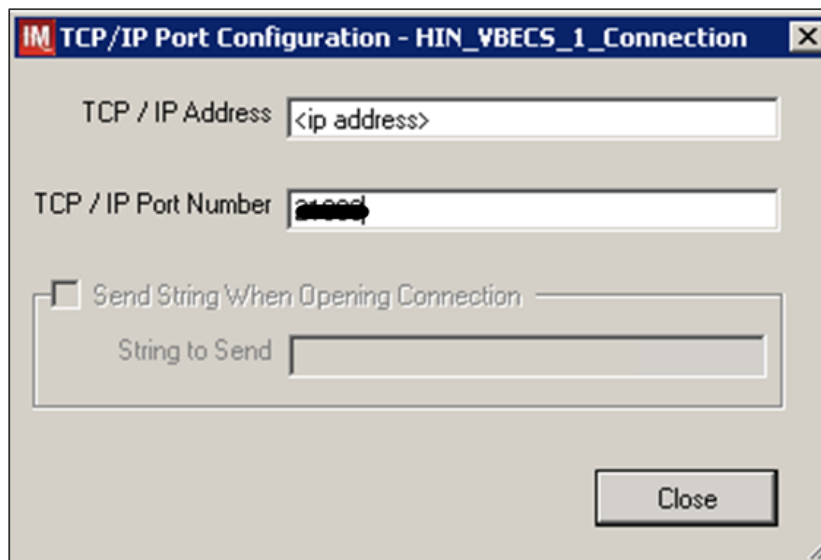 IM TCP/IP Port Configuration - HIN_VBECS_1_Connection
TCP / IP Address <ip address>
TCP / IP Port Number
Send String When Opening Connection
String to Send
Close